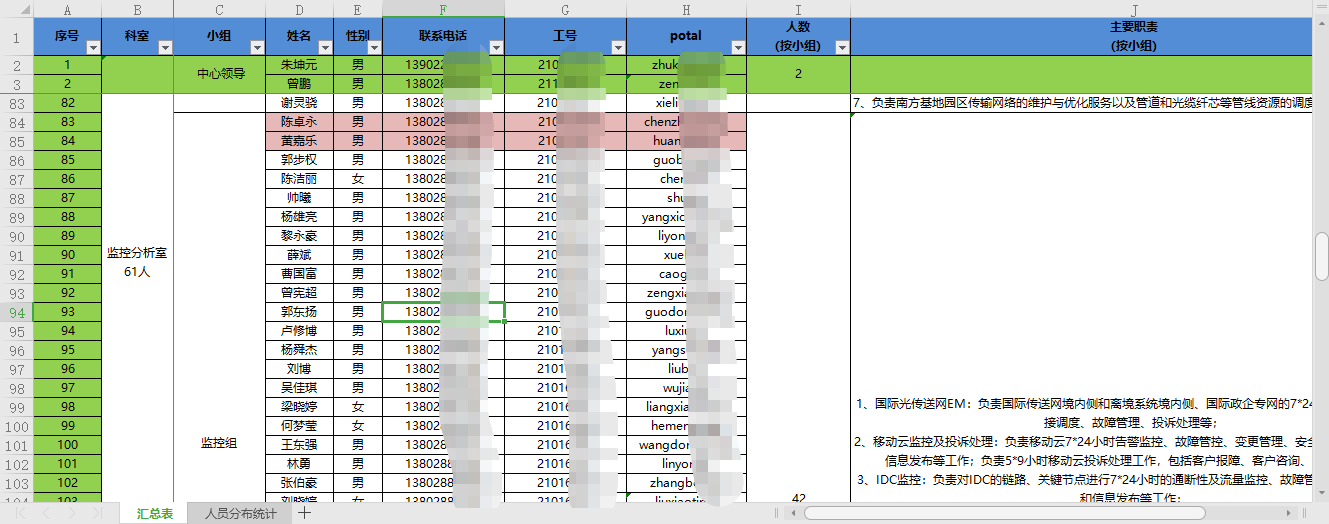 A B C D E F G H I J
1 序号 科室 小组 姓名 性别 联系电话 工号 potal 人数 主要职责
(按小组) (按小组)
2 1 中心领导 朱坤元 男 139022 210 zhuk 2
3 2 曾鹏 男 13802 211 zen
83 82 谢灵骁 男 13802 210 xieli 7、负责南方基地园区传输网络的维护与优化服务以及管道和光缆纤芯等管线资源的调度
84 83 陈卓永 男 13802 210 chenz
85 84 黄嘉乐 男 13802 210 huan
86 85 郭步权 男 138028 210 guob
87 86 陈洁丽 女 138028 210 che
88 87 帅曦 男 138028 210 shu
89 88 杨雄亮 男 138028 210 yangxi
90 89 黎永豪 男 138028 210 liyon
91 90 监控分析室 薛斌 男 138028 210 xue
92 91 61人 曹国富 男 138028 210 caog
93 92 曾宪超 男 13802 210 zengxi
94 93 郭东扬 男 13802 210 guodo
95 94 卢修博 男 13802 2101 luxi
96 95 杨舜杰 男 13802 2101 yangs
97 96 刘博 男 13802 2101 liub
98 97 吴佳琪 男 13802 21016 wuji
99 98 梁晓婷 女 13802 21016 liangxia
1、国际光传送网EM：负责国际传送网境内侧和离境系统境内侧、国际政企专网的7*24
100 99 何梦莹 女 13802 21016 hemen
接调度、故障管理、投诉处理等；
101 100 监控组 王东强 男 138028 21016 wangdo
2、移动云监控及投诉处理：负责移动云7*24小时告警监控、故障管控、变更管理、安全
102 101 林勇 男 138028 21016 linyo
信息发布等工作；负责5*9小时移动云投诉处理工作，包括客户报障、客户咨询、
103 102 张伯豪 男 138028 21016 zhangb
3、IDC监控：负责对IDC的链路、关键节点进行7*24小时的通断性及流量监控、故障管
104 103 刘晓婷 女 138028 21016 liuxiaoti 42
和信息发布等工作；
汇总表 人员分布统计